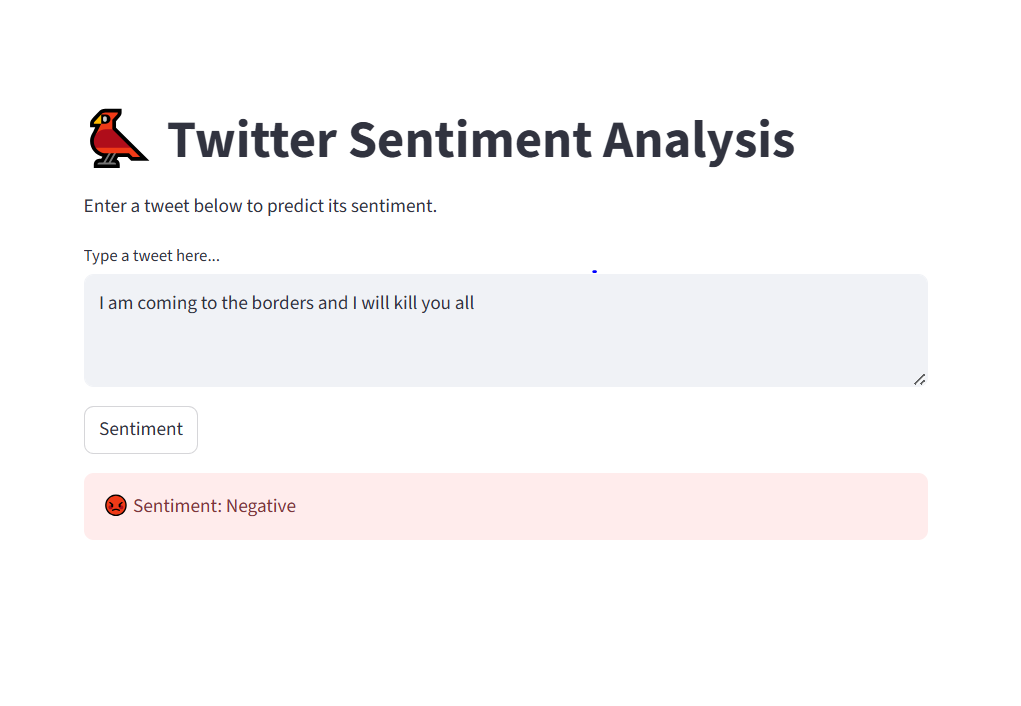 Twitter Sentiment Analysis
Enter a tweet below to predict its sentiment.
Type a tweet here...
I am coming to the borders and I will kill you all
Sentiment
Sentiment: Negative